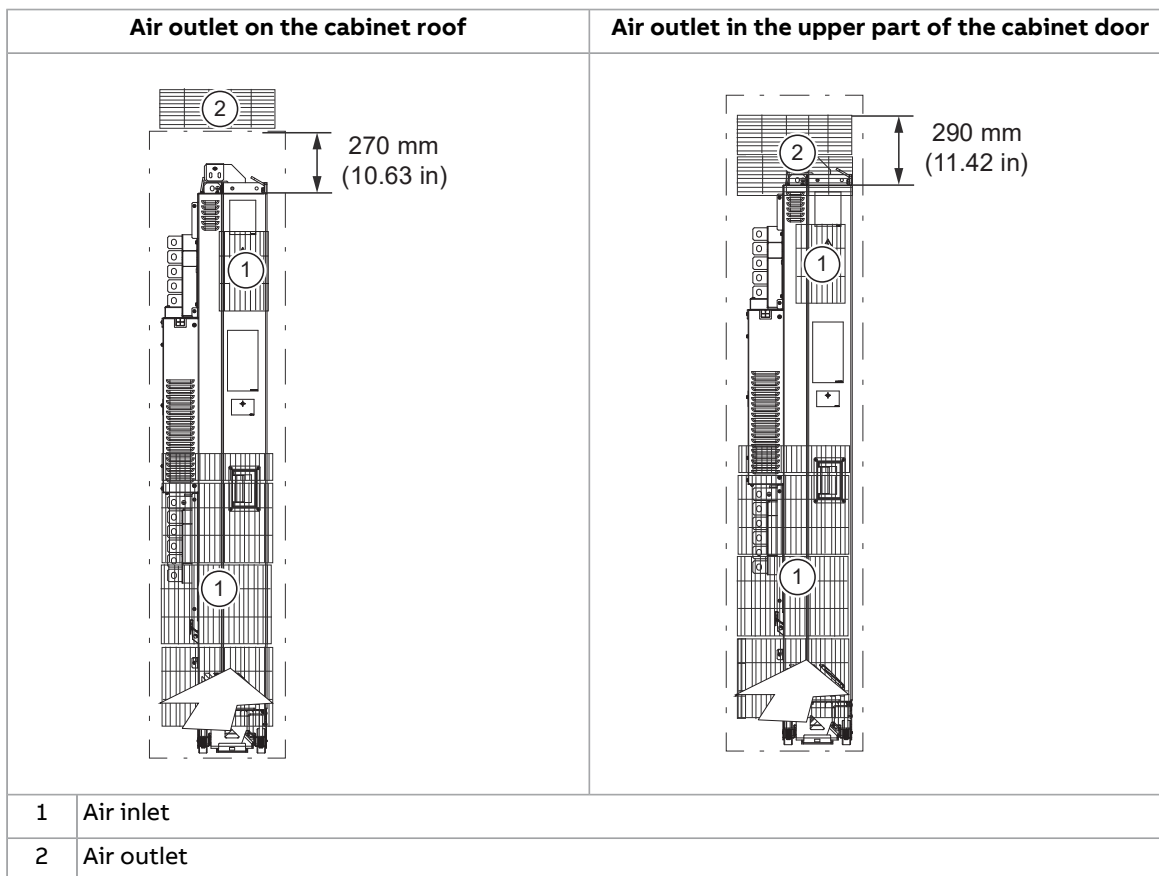 Air outlet on the cabinet roof
Air outlet in the upper part of the cabinet door
2
270 mm
(10.63 in)
1
1
2
290 mm
(11.42 in)
1
1
1 Air inlet
2 Air outlet